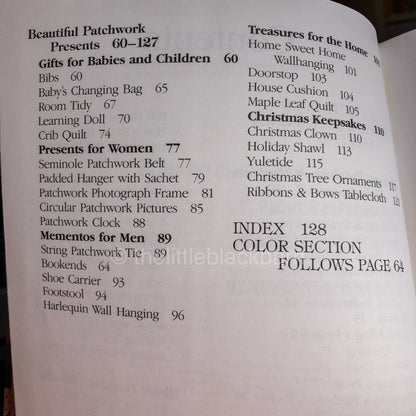 Beautiful Patchwork
Presents 60–127
Gifts for Babies and Children 60
Bibs 60
Baby's Changing Bag 65
Room Tidy 67
Learning Doll 70
Crib Quilt 74
Presents for Women 77
Seminole Patchwork Belt 77
Padded Hanger with Sachet 79
Patchwork Photograph Frame 81
Circular Patchwork Pictures 85
Patchwork Clock 88
Mementos for Men 89
String Patchwork Tie 89
Bookends 64
Shoe Carrier 93
Footstool 94
Harlequin Wall Hanging 96
Treasures for the Home 101
Home Sweet Home
Wallhanging 101
Doorstop 103
House Cushion 104
Maple Leaf Quilt 105
Christmas Keepsakes 110
Christmas Clown 110
Holiday Shawl 113
Yuletide 115
Christmas Tree Ornaments 117
Ribbons & Bows Tablecloth
INDEX 128
COLOR SECTION
FOLLOWS PAGE 64